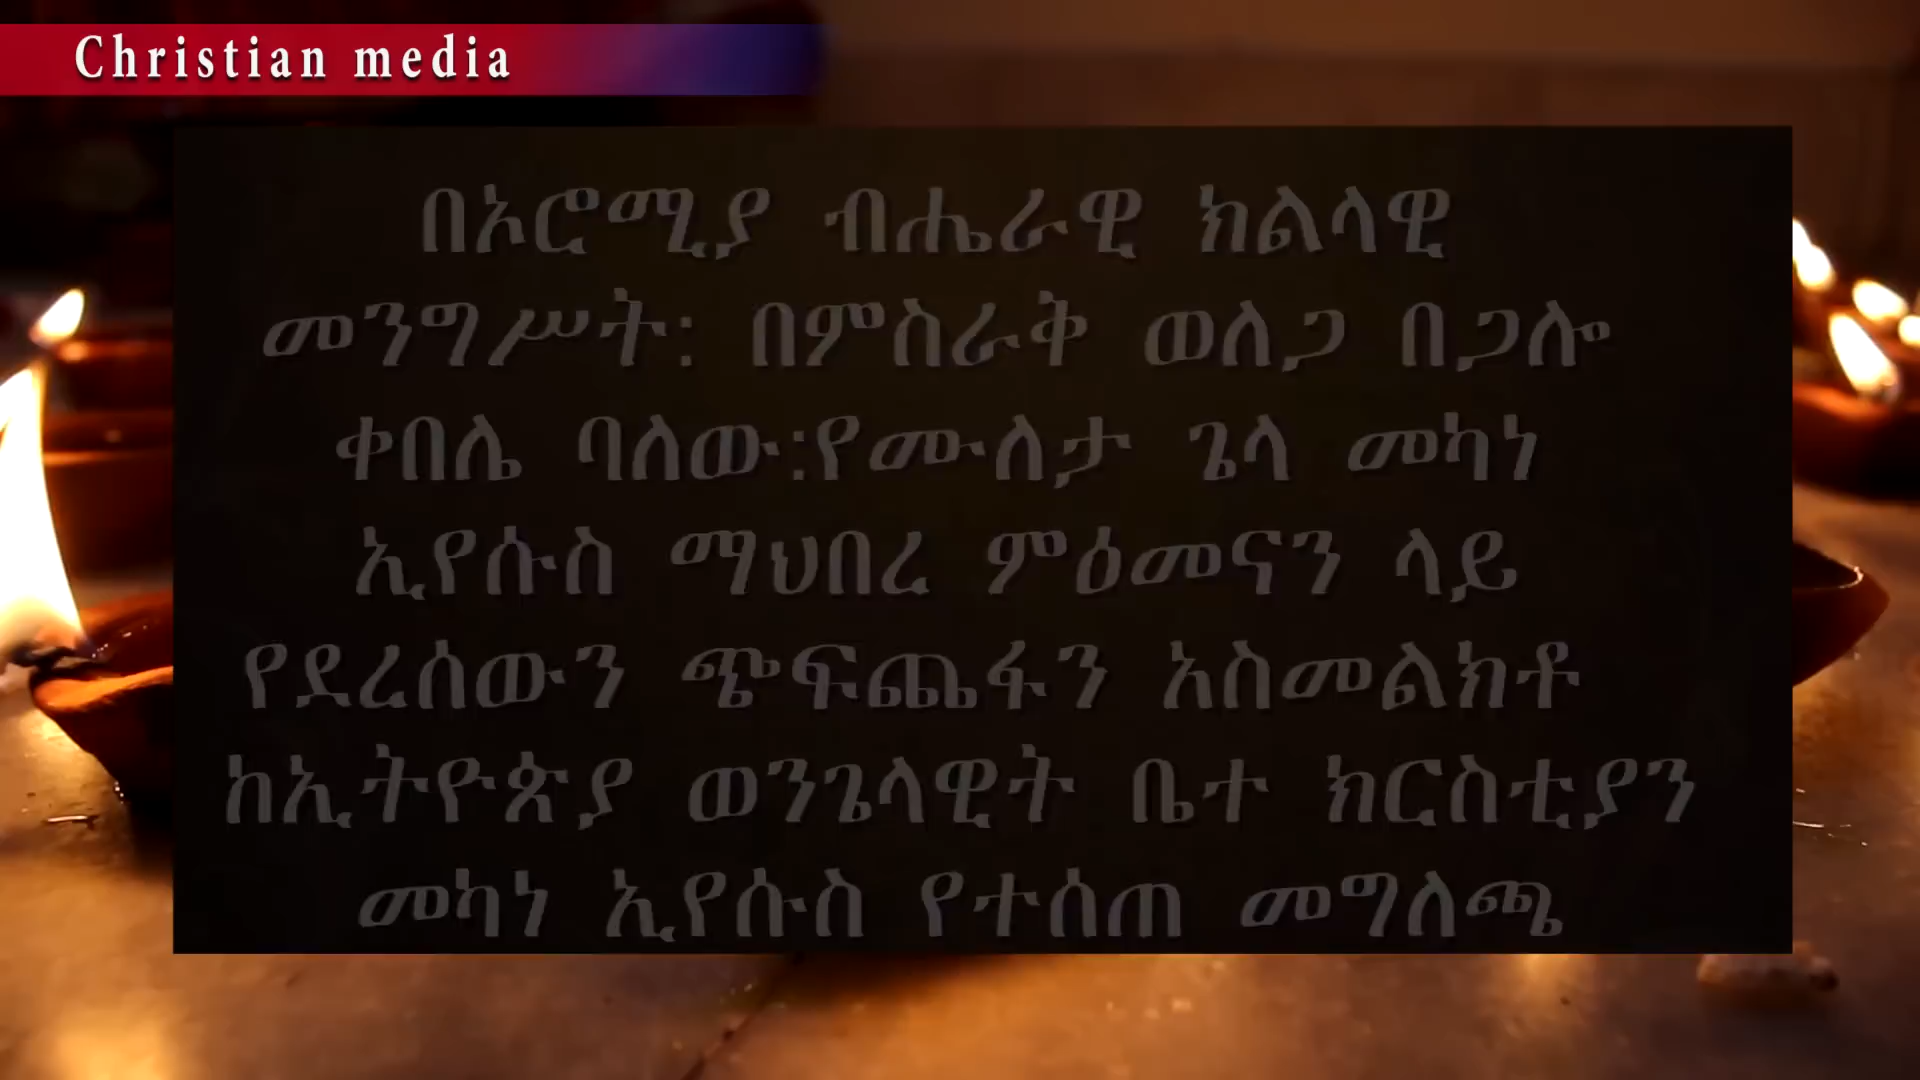 Christian media
በኦሮሚያ ብሔራዊ ክልላዊ
መንግሥት: በምስራቅ ወለጋ በጋሎ
ቀበሌ ባለው:የሙለታ ጌላ መካነ
ኢየሱስ ማህበረ ምዕመናን ላይ
የደረሰውን ጭፍጨፋን አስመልክቶ
ከኢትዮጵያ ወንጌላዊት ቤተ ክርስቲያን
መካነ ኢየሱስ የተሰጠ መግለጫ